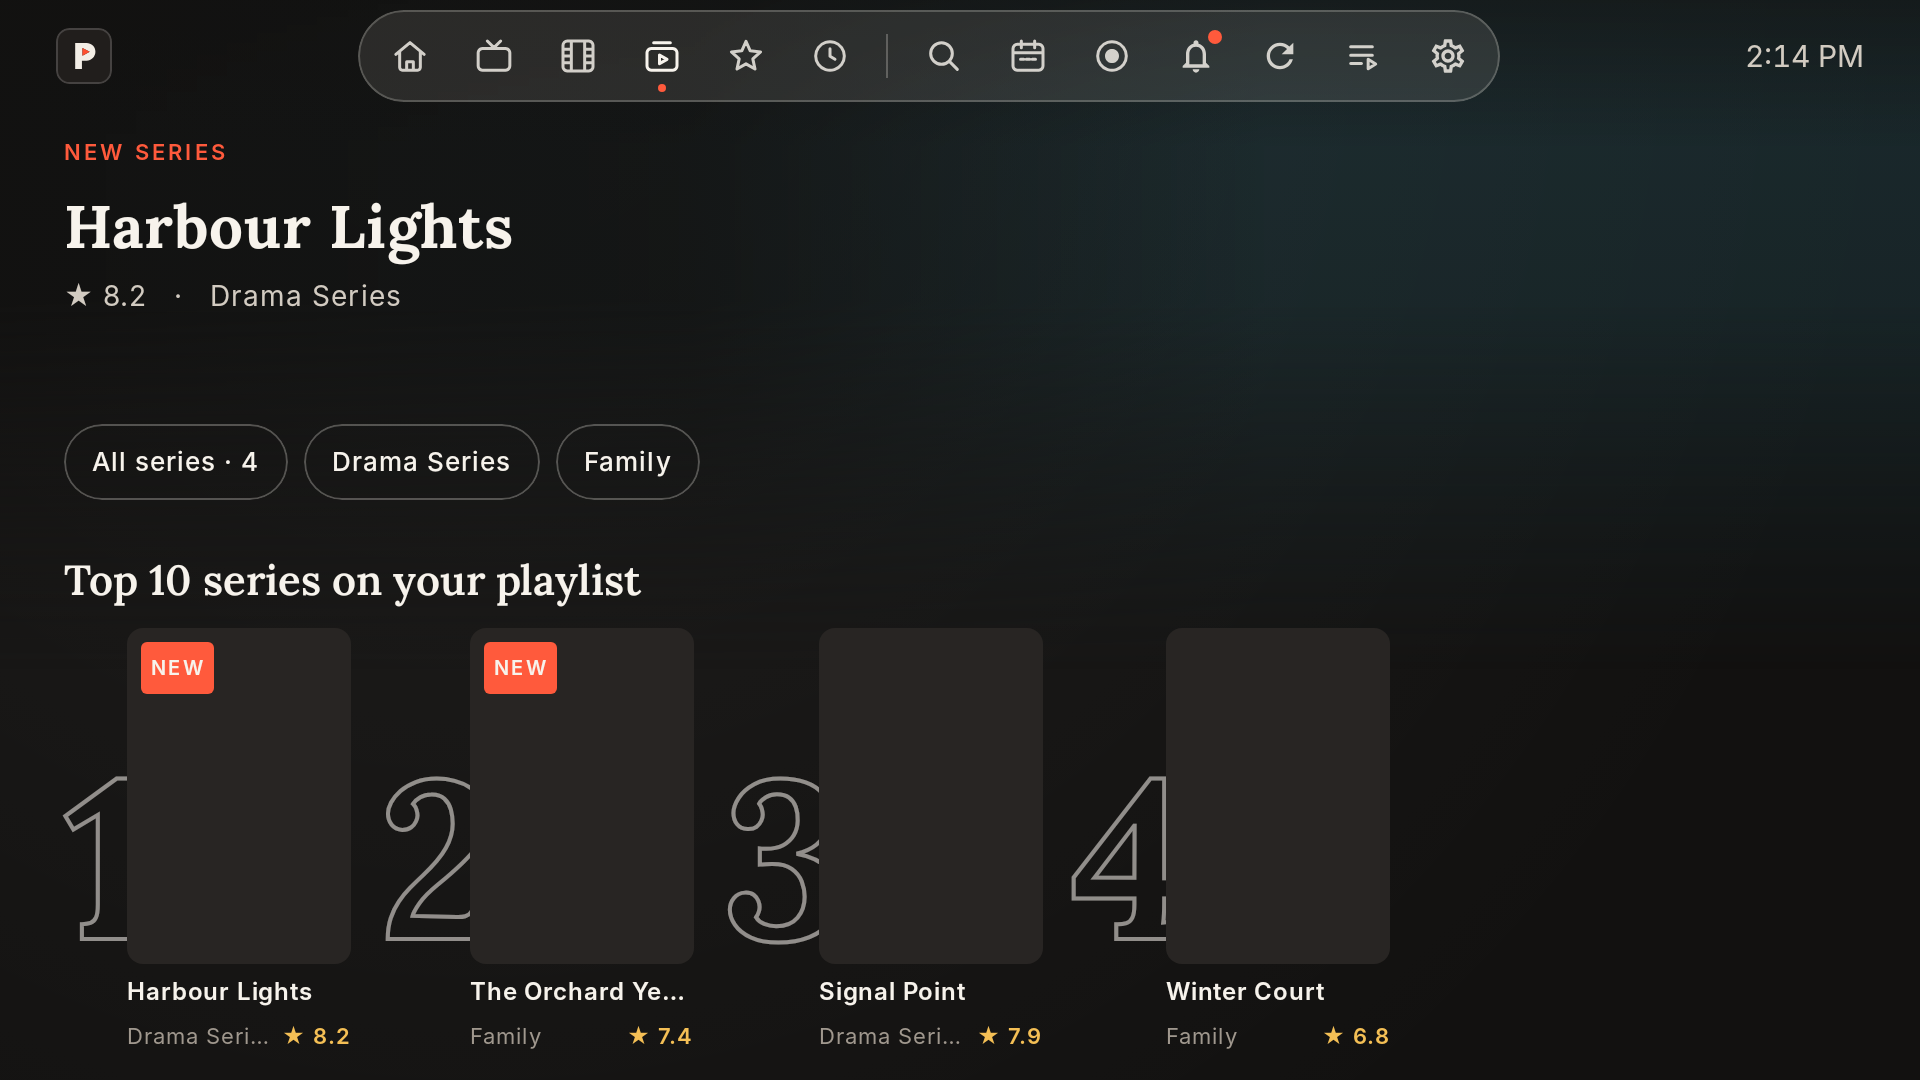 P
2:14 PM
NEW SERIES
Harbour Lights
★ 8.2 · Drama Series
All series · 4
Drama Series
Family
Top 10 series on your playlist
1
NEW
Harbour Lights
Drama Seri... ★ 8.2
2
NEW
The Orchard Ye...
Family ★ 7.4
3
Signal Point
Drama Seri... ★ 7.9
4
Winter Court
Family ★ 6.8